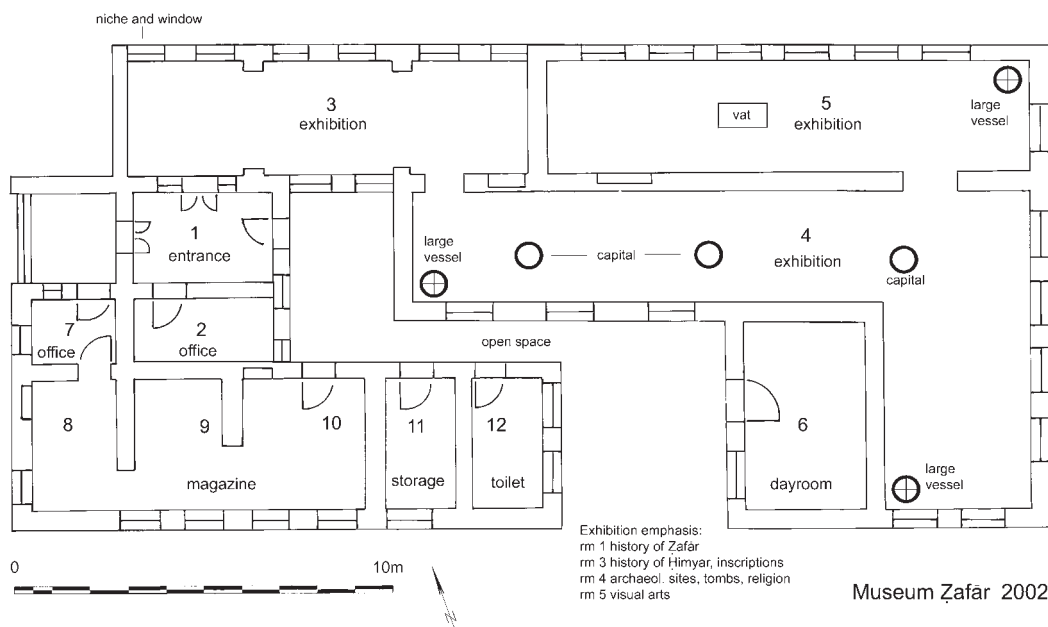 niche and window
3
exhibition
5
exhibition
vat
large
vessel
1
entrance
large
vessel
capital
4
exhibition
capital
7
office
2
office
open space
8
9
10
11
12
6
magazine
storage
toilet
dayroom
large
vessel
Exhibition emphasis:
rm 1 history of Ẓafār
rm 3 history of Ḥimyar, inscriptions
rm 4 archaeol. sites, tombs, religion
rm 5 visual arts
0
10m
N
Museum Ẓafār 2002